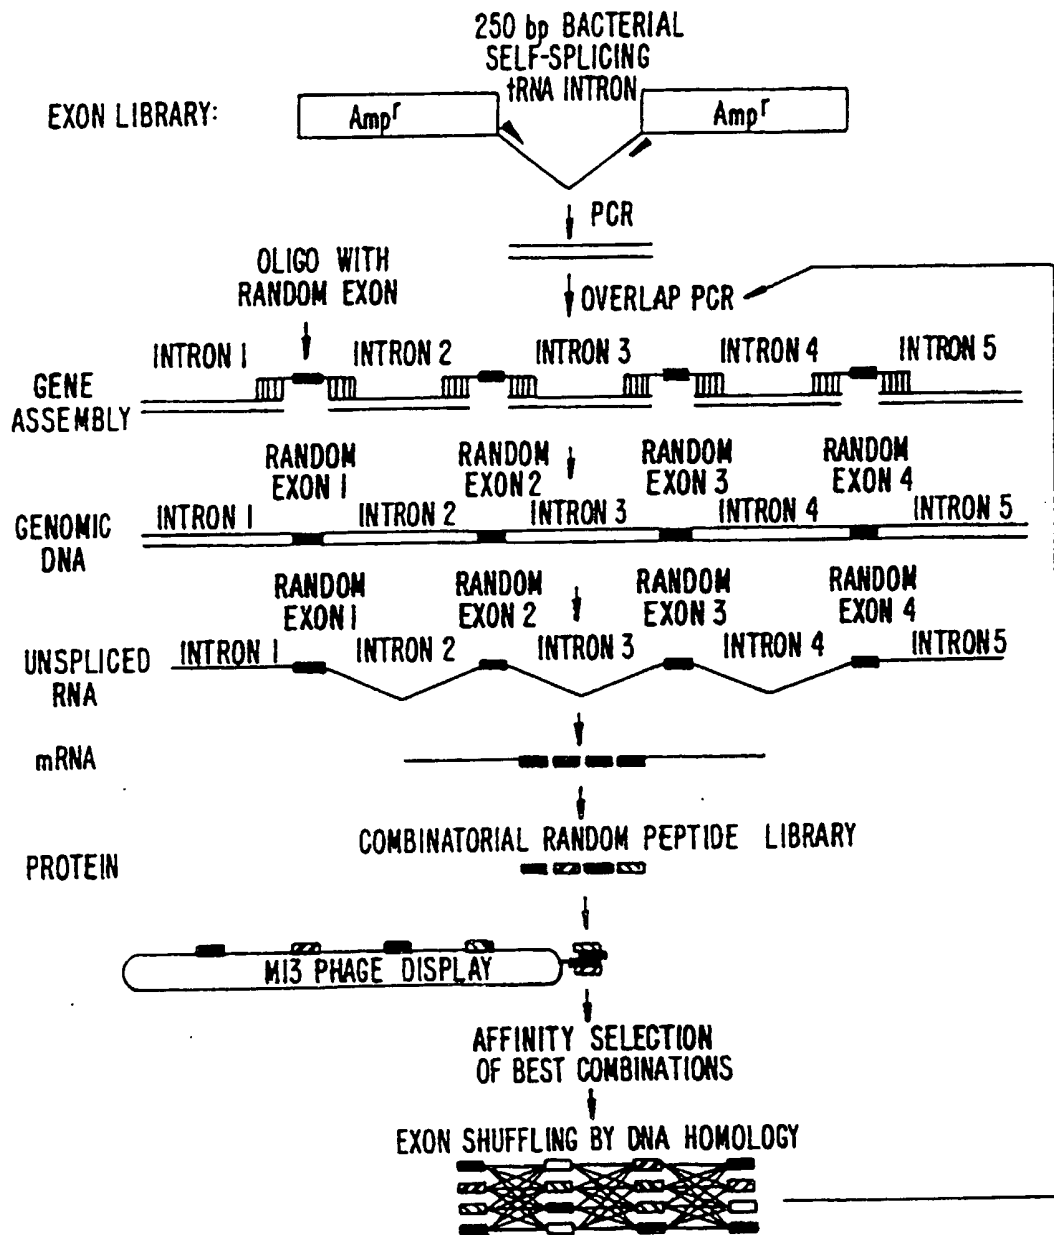 250 bp BACTERIAL
SELF-SPLICING
tRNA INTRON
EXON LIBRARY:
Ampr
Ampr
PCR
OLIGO WITH
RANDOM EXON
OVERLAP PCR
INTRON 1
INTRON 2
INTRON 3
INTRON 4
INTRON 5
GENE
ASSEMBLY
RANDOM
EXON 1
RANDOM
EXON 2
RANDOM
EXON 3
RANDOM
EXON 4
GENOMIC
DNA
INTRON 1
INTRON 2
INTRON 3
INTRON 4
INTRON 5
RANDOM
EXON 1
RANDOM
EXON 2
RANDOM
EXON 3
RANDOM
EXON 4
UNSPLICED
RNA
INTRON 1
INTRON 2
INTRON 3
INTRON 4
INTRON 5
mRNA
COMBINATORIAL RANDOM PEPTIDE LIBRARY
PROTEIN
M13 PHAGE DISPLAY
AFFINITY SELECTION
OF BEST COMBINATIONS
EXON SHUFFLING BY DNA HOMOLOGY